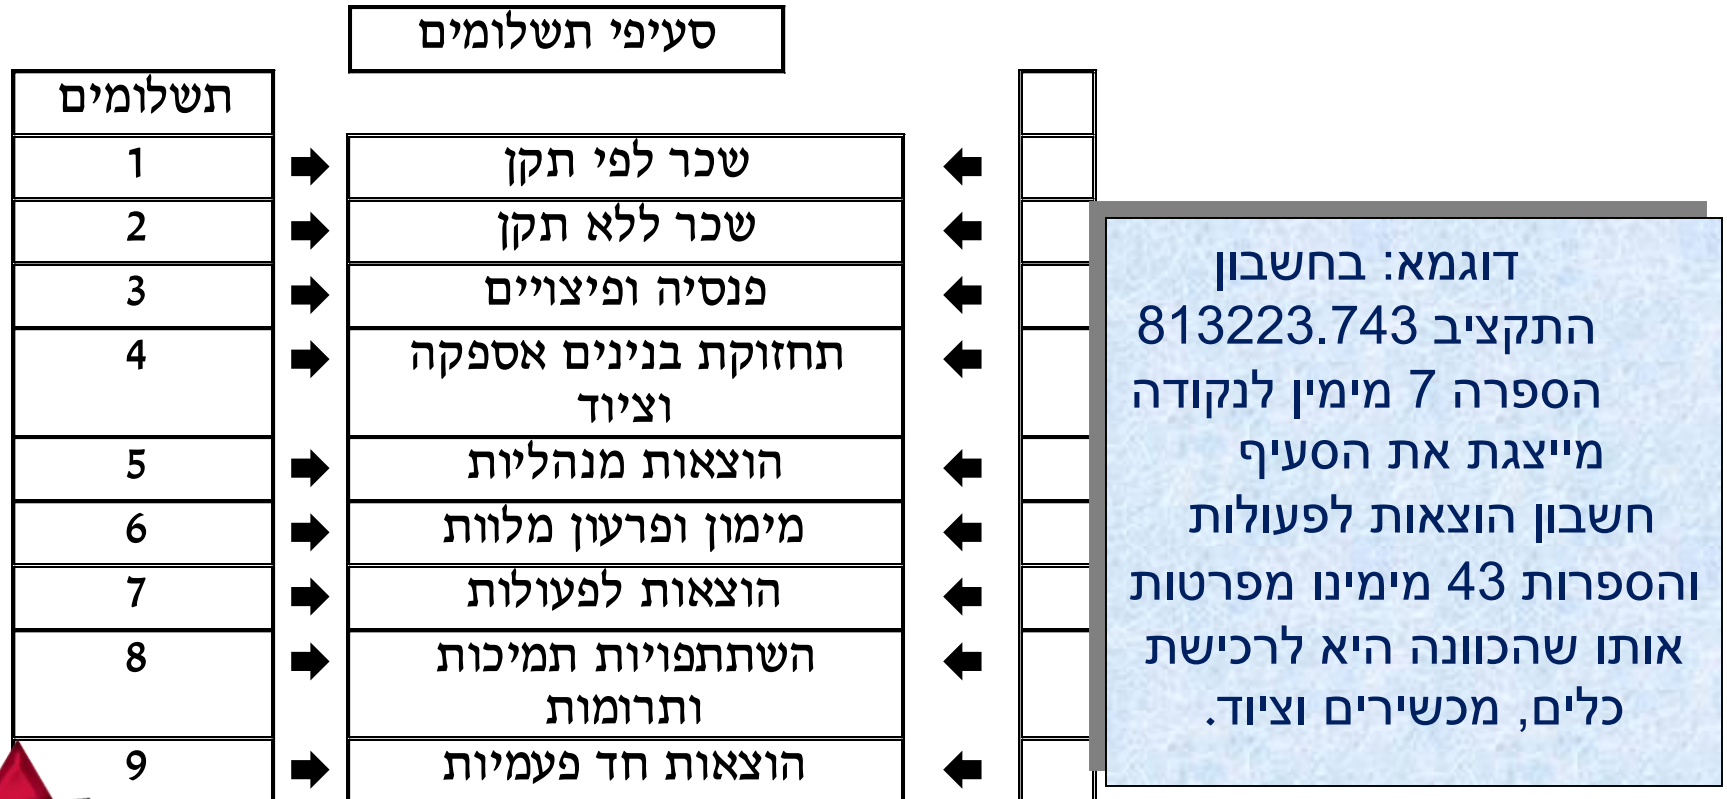 סעיפי תשלומים
תשלומים
1 שכר לפי תקן
2 שכר ללא תקן
3 פנסיה ופיצויים
4 תחזוקת בנינים אספקה
וציוד
5 הוצאות מנהליות
6 מימון ופרעון מלוות
7 הוצאות לפעולות
8 השתתפויות תמיכות
ותרומות
9 הוצאות חד פעמיות
דוגמא: בחשבון
התקציב 813223.743
הספרה 7 מימין לנקודה
מייצגת את הסעיף
חשבון הוצאות לפעולות
והספרות 43 מימינו מפרטות
אותו שהכוונה היא לרכישת
כלים, מכשירים וציוד.